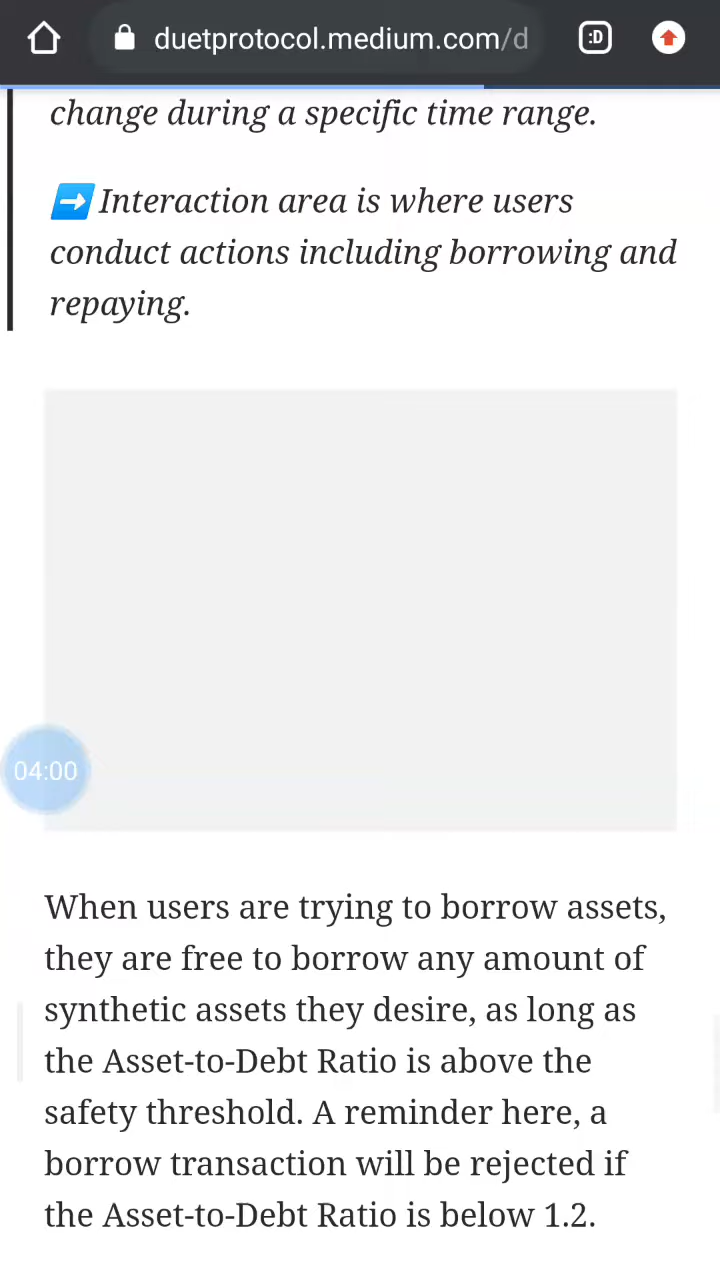 duetprotocol.medium.com/d
:D
change during a specific time range.
➡️ Interaction area is where users
conduct actions including borrowing and
repaying.
04:00
When users are trying to borrow assets,
they are free to borrow any amount of
synthetic assets they desire, as long as
the Asset-to-Debt Ratio is above the
safety threshold. A reminder here, a
borrow transaction will be rejected if
the Asset-to-Debt Ratio is below 1.2.